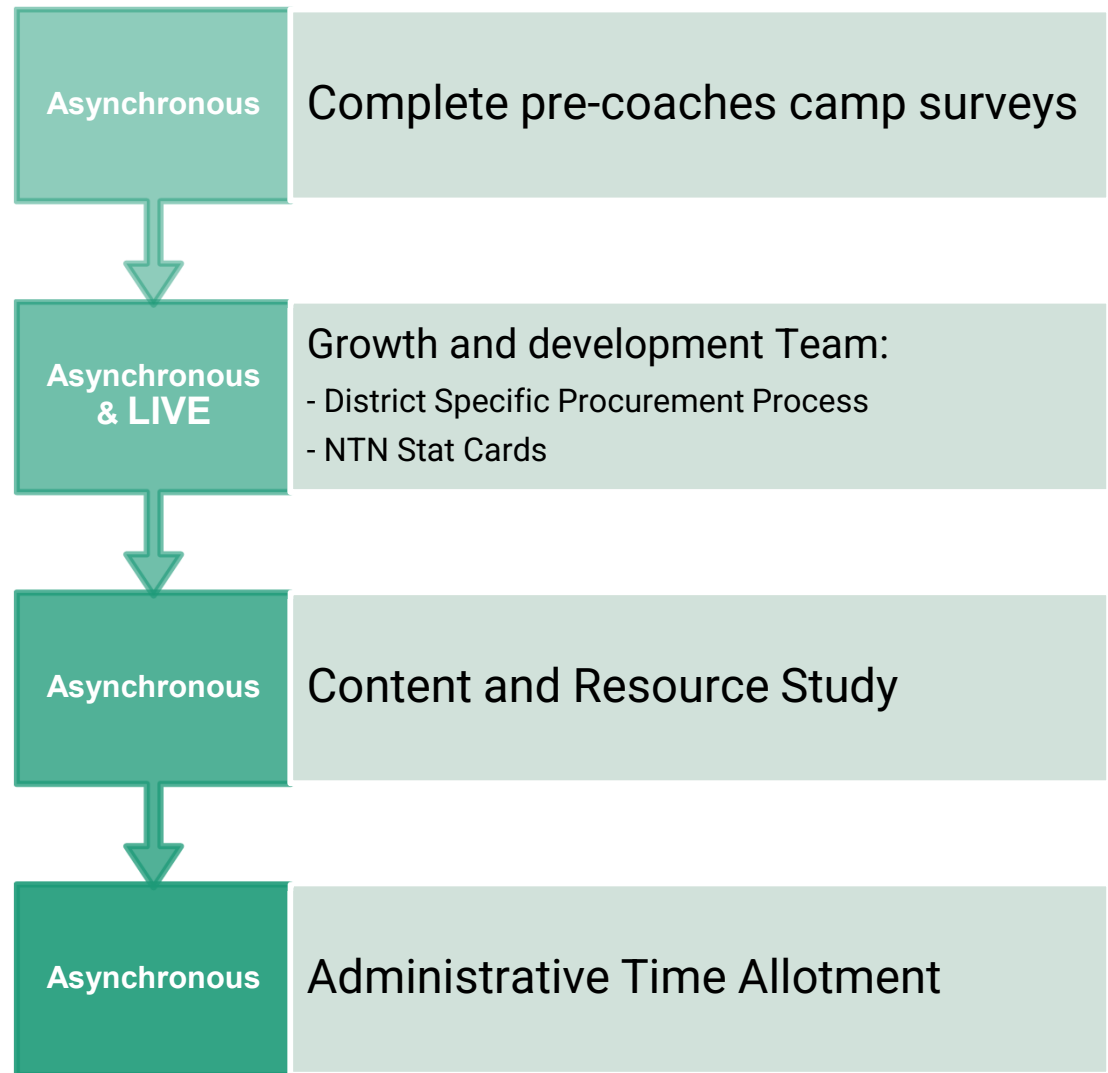 Asynchronous
Complete pre-coaches camp surveys
Asynchronous
& LIVE
Growth and development Team:
- District Specific Procurement Process
- NTN Stat Cards
Asynchronous
Content and Resource Study
Asynchronous
Administrative Time Allotment